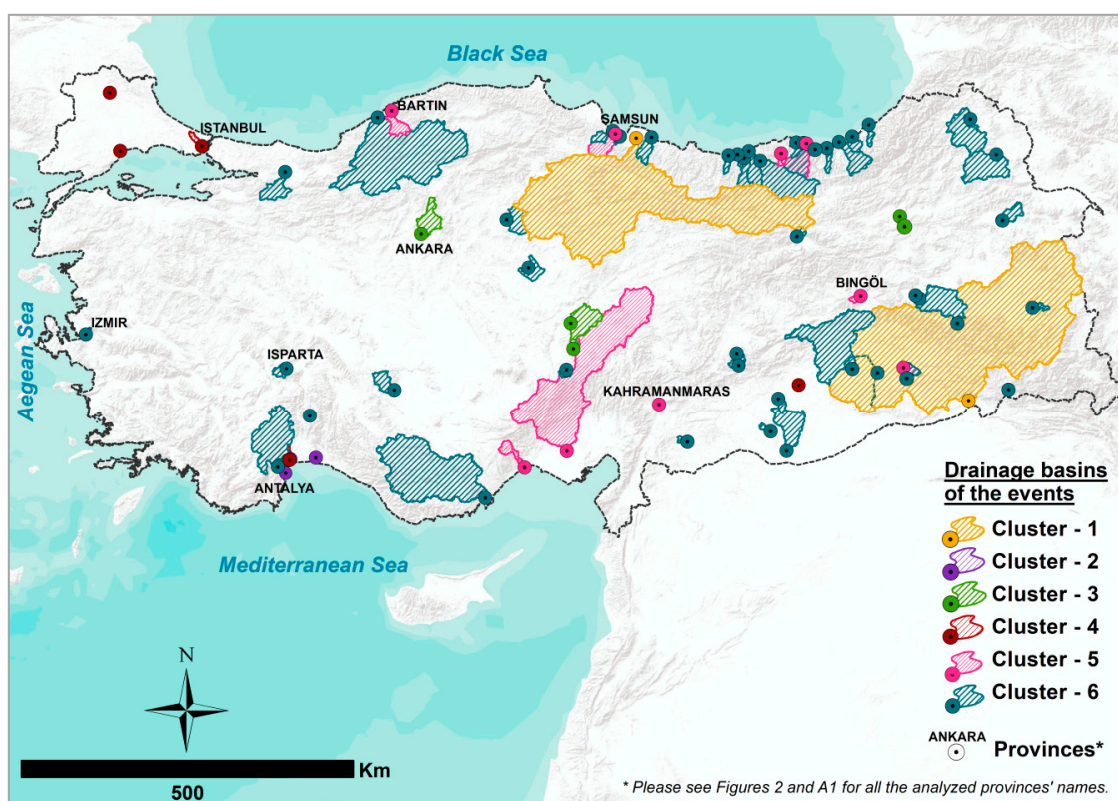 Black Sea
BARTIN
SAMSUN
ISTANBUL
ANKARA
BINGÖL
IZMIR
ISPARTA
Aegean Sea
KAHRAMANMARAS
ANTALYA
Mediterranean Sea
Drainage basins
of the events
Cluster - 1
Cluster - 2
Cluster - 3
Cluster - 4
Cluster - 5
Cluster - 6
ANKARA
Provinces*
N
Km
500
* Please see Figures 2 and A1 for all the analyzed provinces' names.